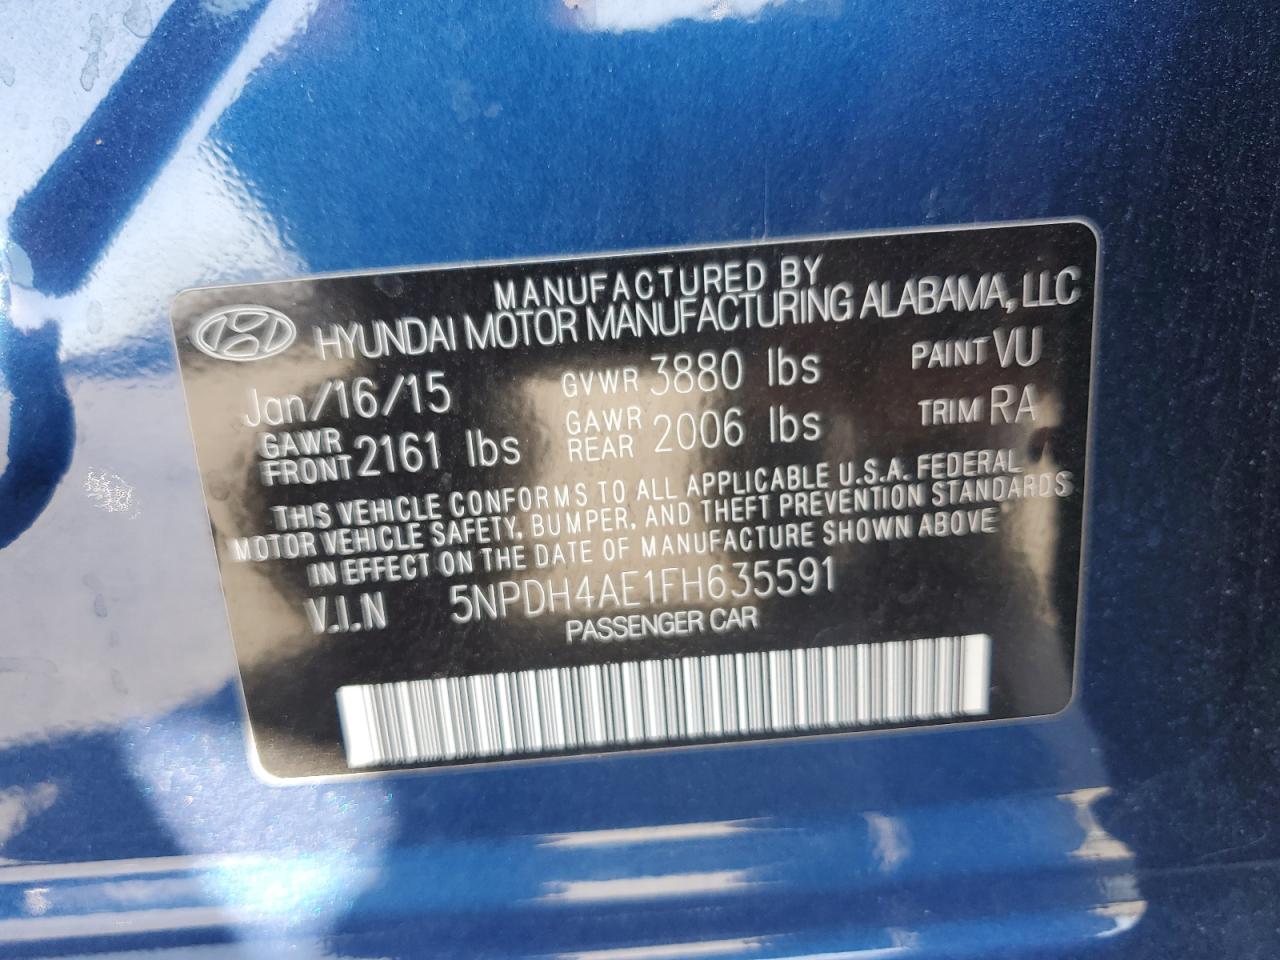 MANUFACTURED BY
HYUNDAI MOTOR MANUFACTURING ALABAMA, LLC
Jan/16/15 GVWR 3880 lbs PAINT VU
GAWR FRONT 2161 lbs GAWR REAR 2006 lbs TRIM RA
THIS VEHICLE CONFORMS TO ALL APPLICABLE U.S.A. FEDERAL
MOTOR VEHICLE SAFETY, BUMPER, AND THEFT PREVENTION STANDARDS
IN EFFECT ON THE DATE OF MANUFACTURE SHOWN ABOVE
V.I.N 5NPDH4AE1FH635591
PASSENGER CAR